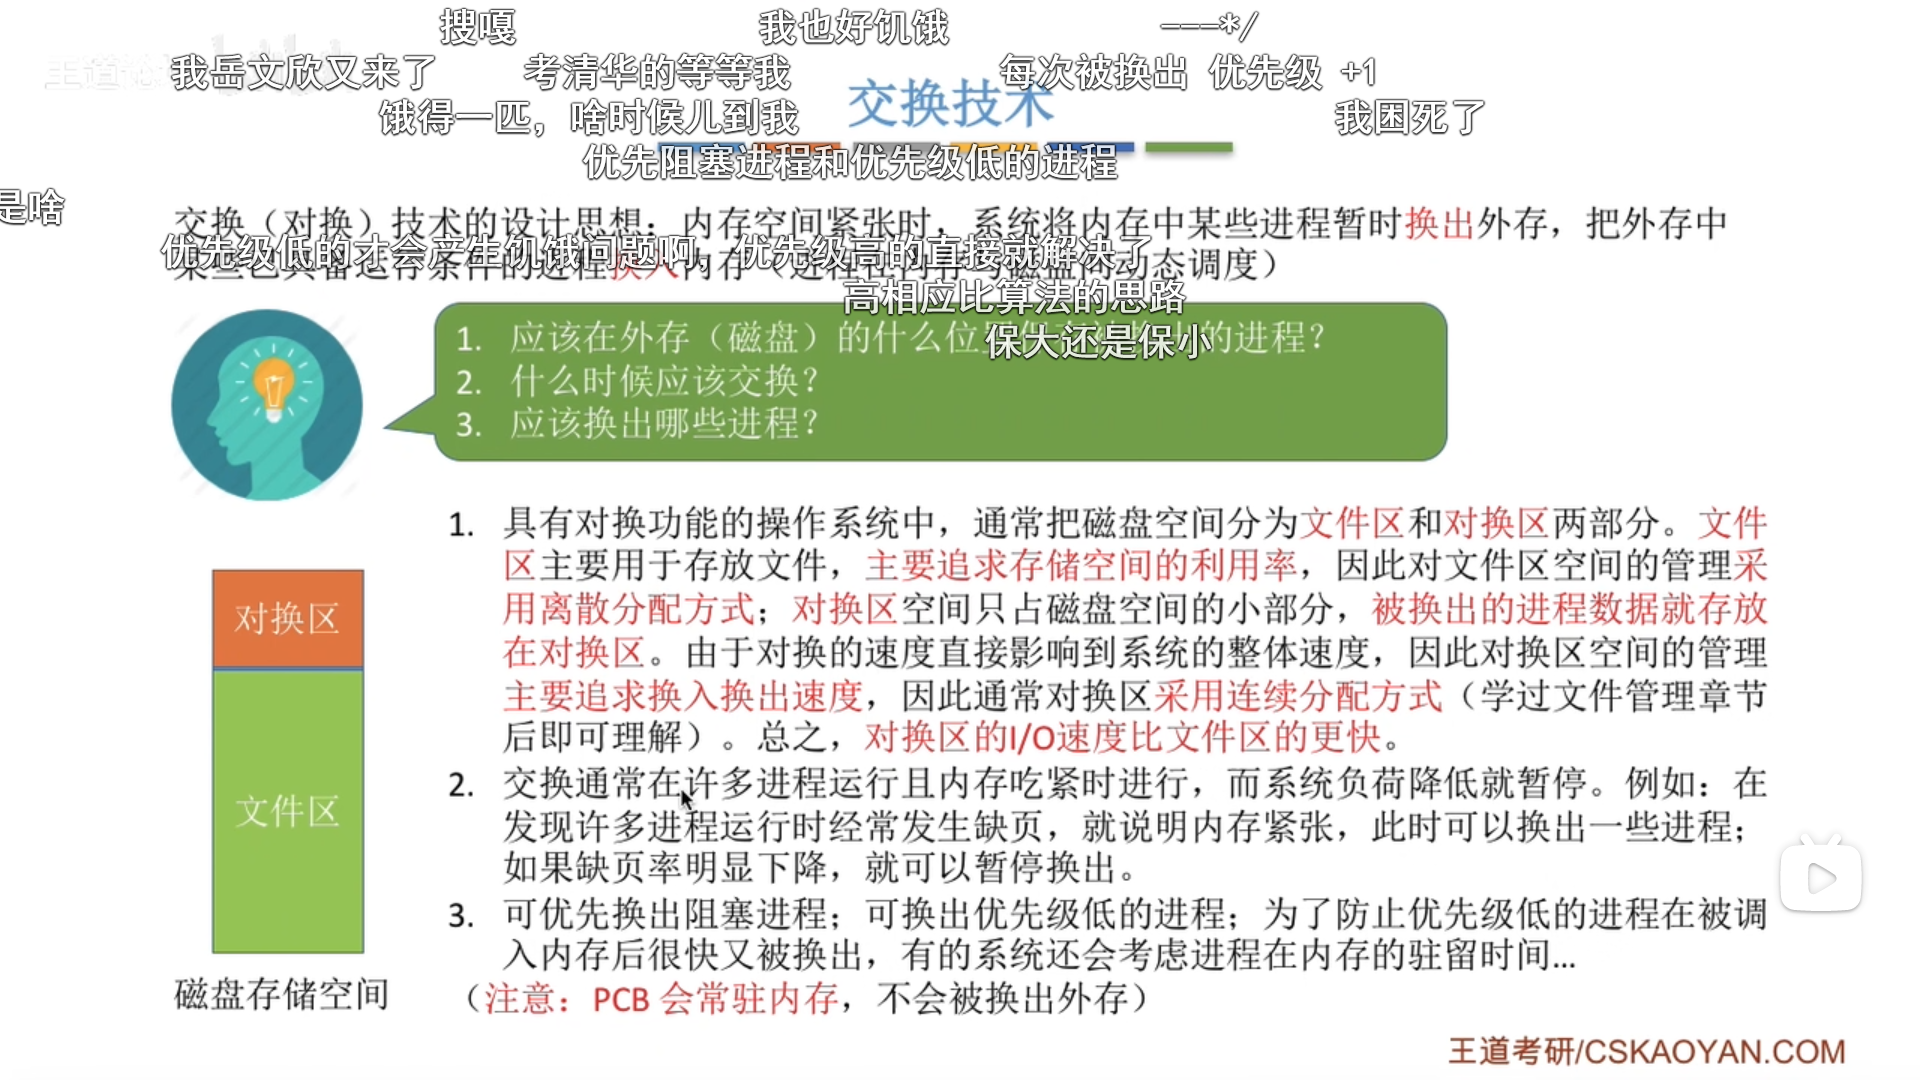 搜嘎
我也好饥饿
---*/
我岳文欣又来了
考清华的等等我
每次被换出 优先级 +1
交换技术
饿得一匹，啥时候儿到我
我困死了
优先阻塞进程和优先级低的进程
是啥
交换（对换）技术的设计思想：内存空间紧张时，系统将内存中某些进程暂时换出外存，把外存中
优先级低的才会产生饥饿问题啊，优先级高的直接就解决了
某些已具备运行条件的进程换入内存（进程在内存与磁盘间动态调度）
高相应比算法的思路
1. 应该在外存（磁盘）的什么位 的进程？
保大还是保小
2. 什么时候应该交换？
3. 应该换出哪些进程？
1. 具有对换功能的操作系统中，通常把磁盘空间分为文件区和对换区两部分。文件
区主要用于存放文件，主要追求存储空间的利用率，因此对文件区空间的管理采
用离散分配方式；对换区空间只占磁盘空间的小部分，被换出的进程数据就存放
在对换区。由于对换的速度直接影响到系统的整体速度，因此对换区空间的管理
主要追求换入换出速度，因此通常对换区采用连续分配方式（学过文件管理章节
后即可理解）。总之，对换区的I/O速度比文件区的更快。
2. 交换通常在许多进程运行且内存吃紧时进行，而系统负荷降低就暂停。例如：在
发现许多进程运行时经常发生缺页，就说明内存紧张，此时可以换出一些进程；
如果缺页率明显下降，就可以暂停换出。
3. 可优先换出阻塞进程；可换出优先级低的进程；为了防止优先级低的进程在被调
入内存后很快又被换出，有的系统还会考虑进程在内存的驻留时间...
（注意：PCB 会常驻内存，不会被换出外存）
对换区
文件区
磁盘存储空间
王道考研/CSKAOYAN.COM